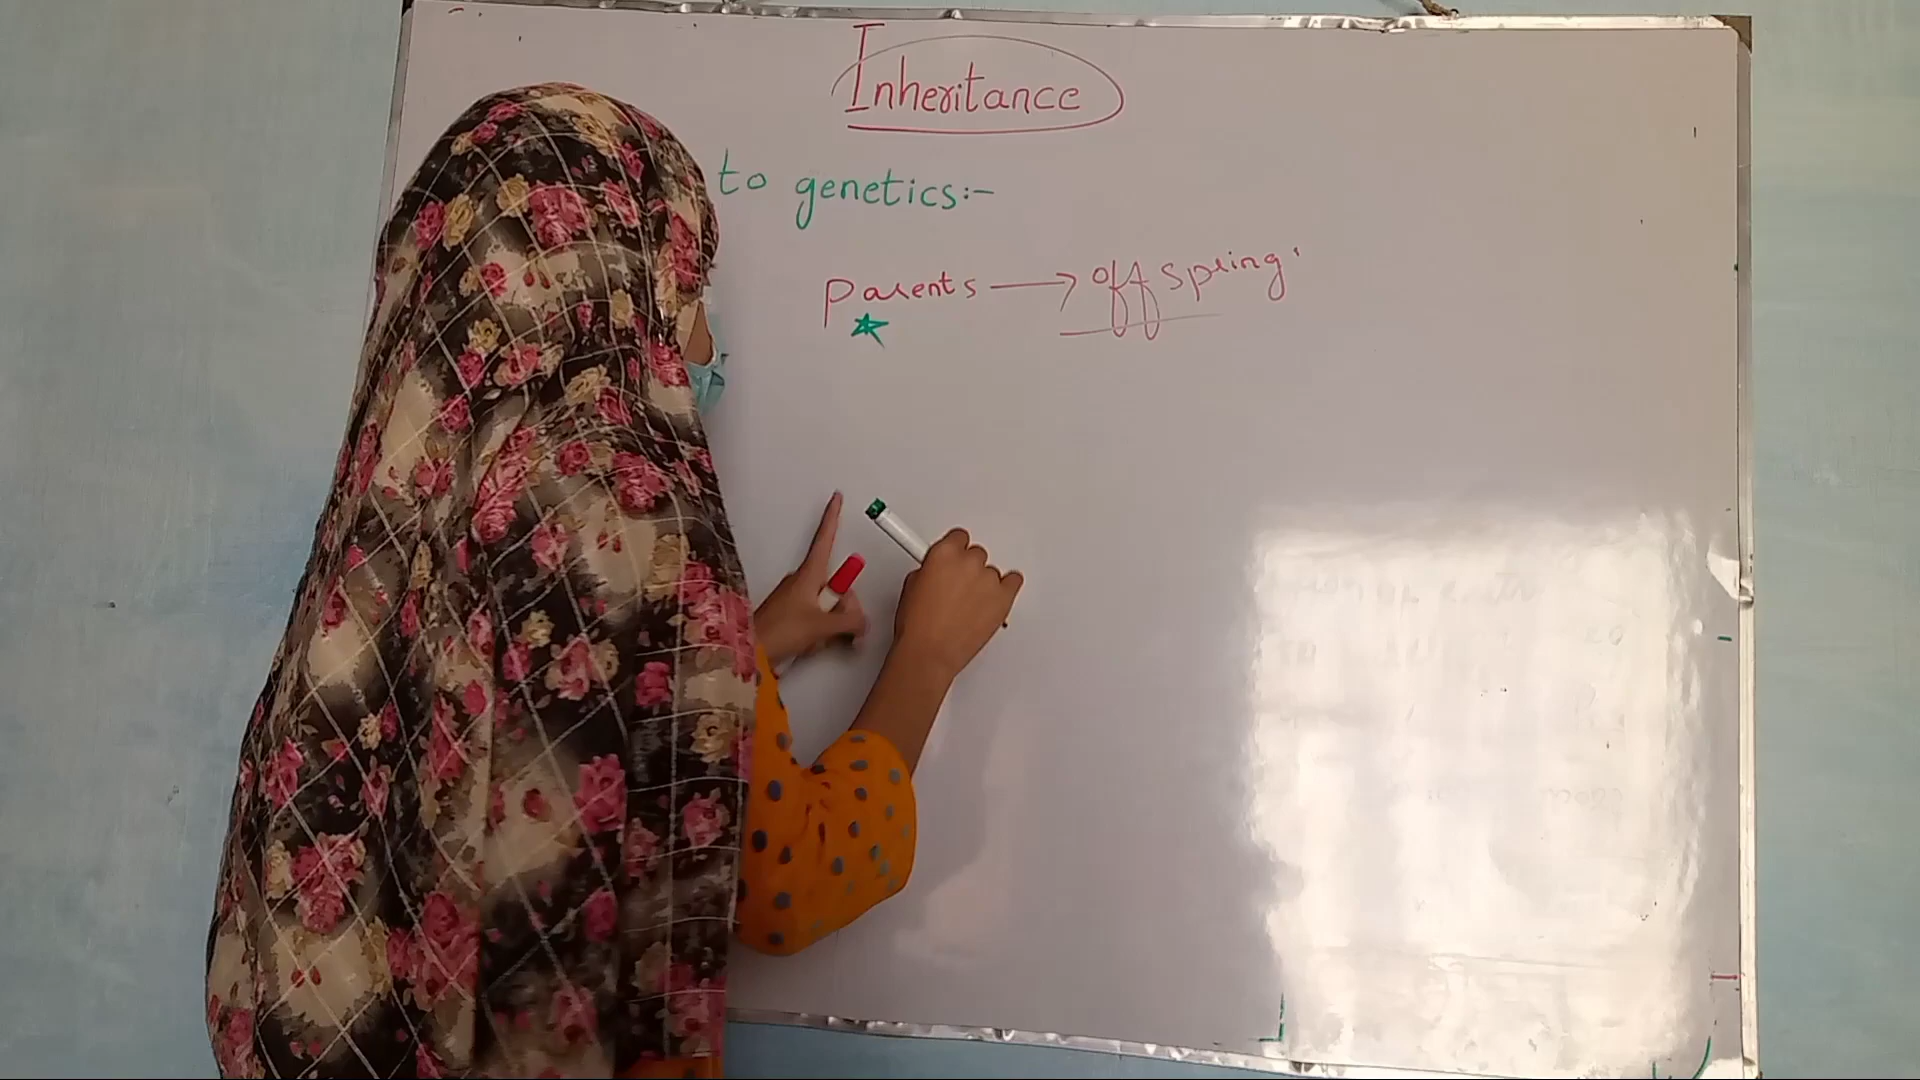 Inheritance
to genetics:-
Parents → offspring.